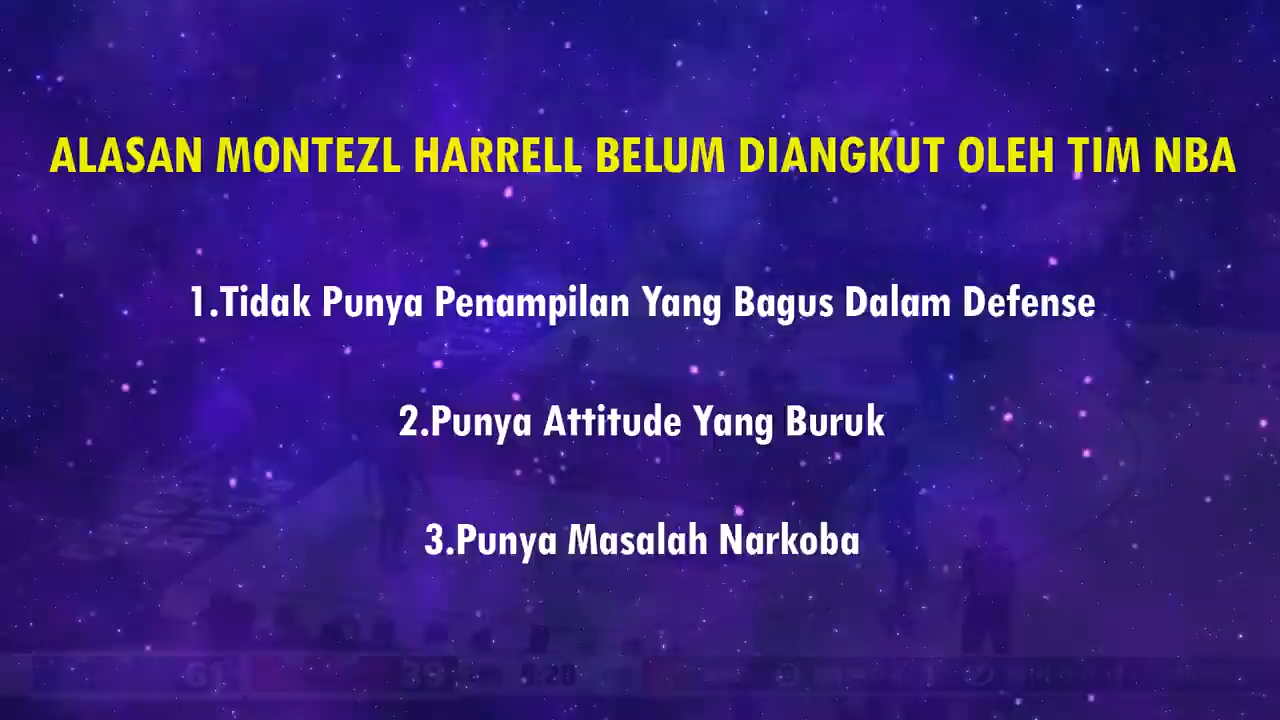 ALASAN MONTEZL HARRELL BELUM DIANGKUT OLEH TIM NBA
1.Tidak Punya Penampilan Yang Bagus Dalam Defense
2.Punya Attitude Yang Buruk
3.Punya Masalah Narkoba